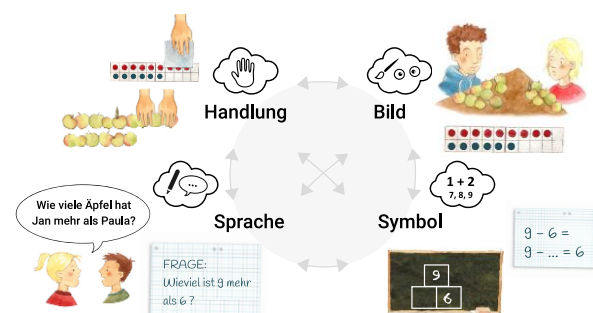 Handlung
Bild
1 + 2
7, 8, 9
Wie viele Äpfel hat
Jan mehr als Paula?
Sprache
Symbol
FRAGE:
Wieviel ist 9 mehr
als 6 ?
9
6
9 - 6 =
9 - ... = 6